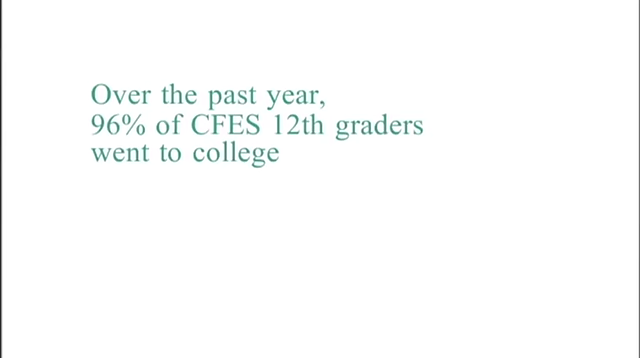 Over the past year,
96% of CFES 12th graders
went to college